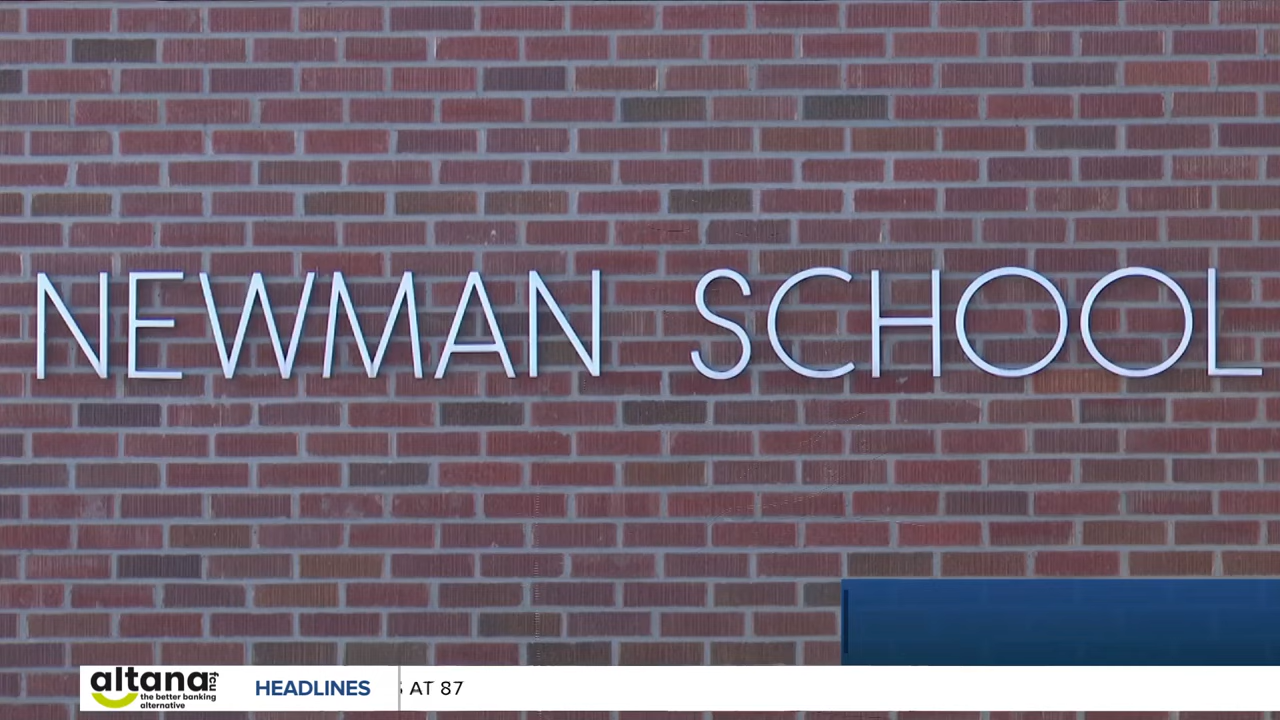 NEWMAN SCHOOL
altana fcu
the better banking
alternative
HEADLINES
AT 87